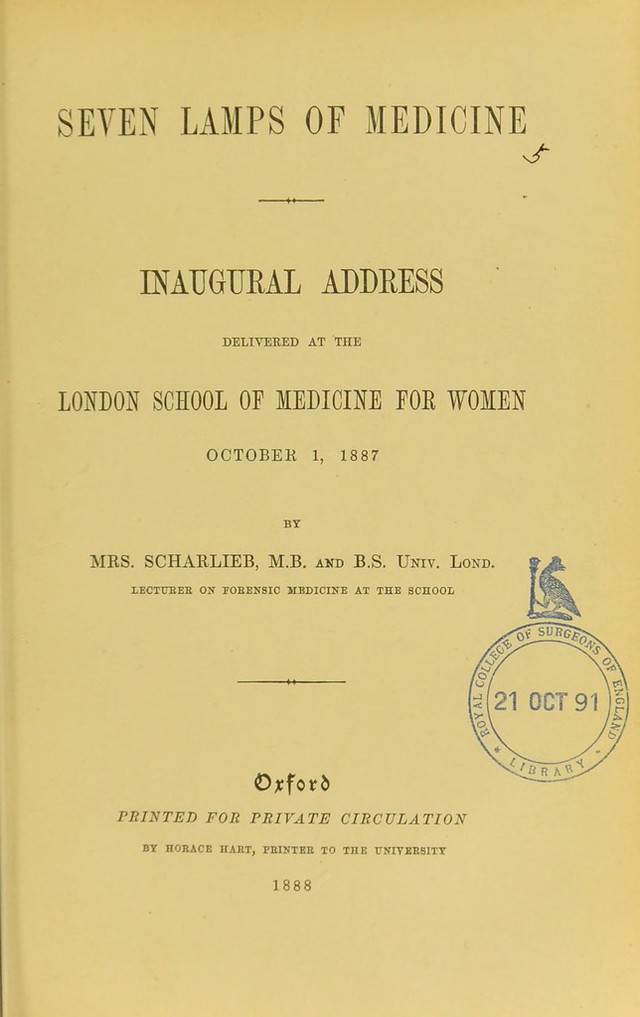 SEVEN LAMPS OF MEDICINE
INAUGURAL ADDRESS
DELIVERED AT THE
LONDON SCHOOL OF MEDICINE FOR WOMEN
OCTOBER 1, 1887
BY
MRS. SCHARLIEB, M.B. AND B.S. UNIV. LOND.
LECTURER ON FORENSIC MEDICINE AT THE SCHOOL
ROYAL COLLEGE OF SURGEONS OF ENGLAND
21 OCT 91
* LIBRARY *
Oxford
PRINTED FOR PRIVATE CIRCULATION
BY HORACE HART, PRINTER TO THE UNIVERSITY
1888